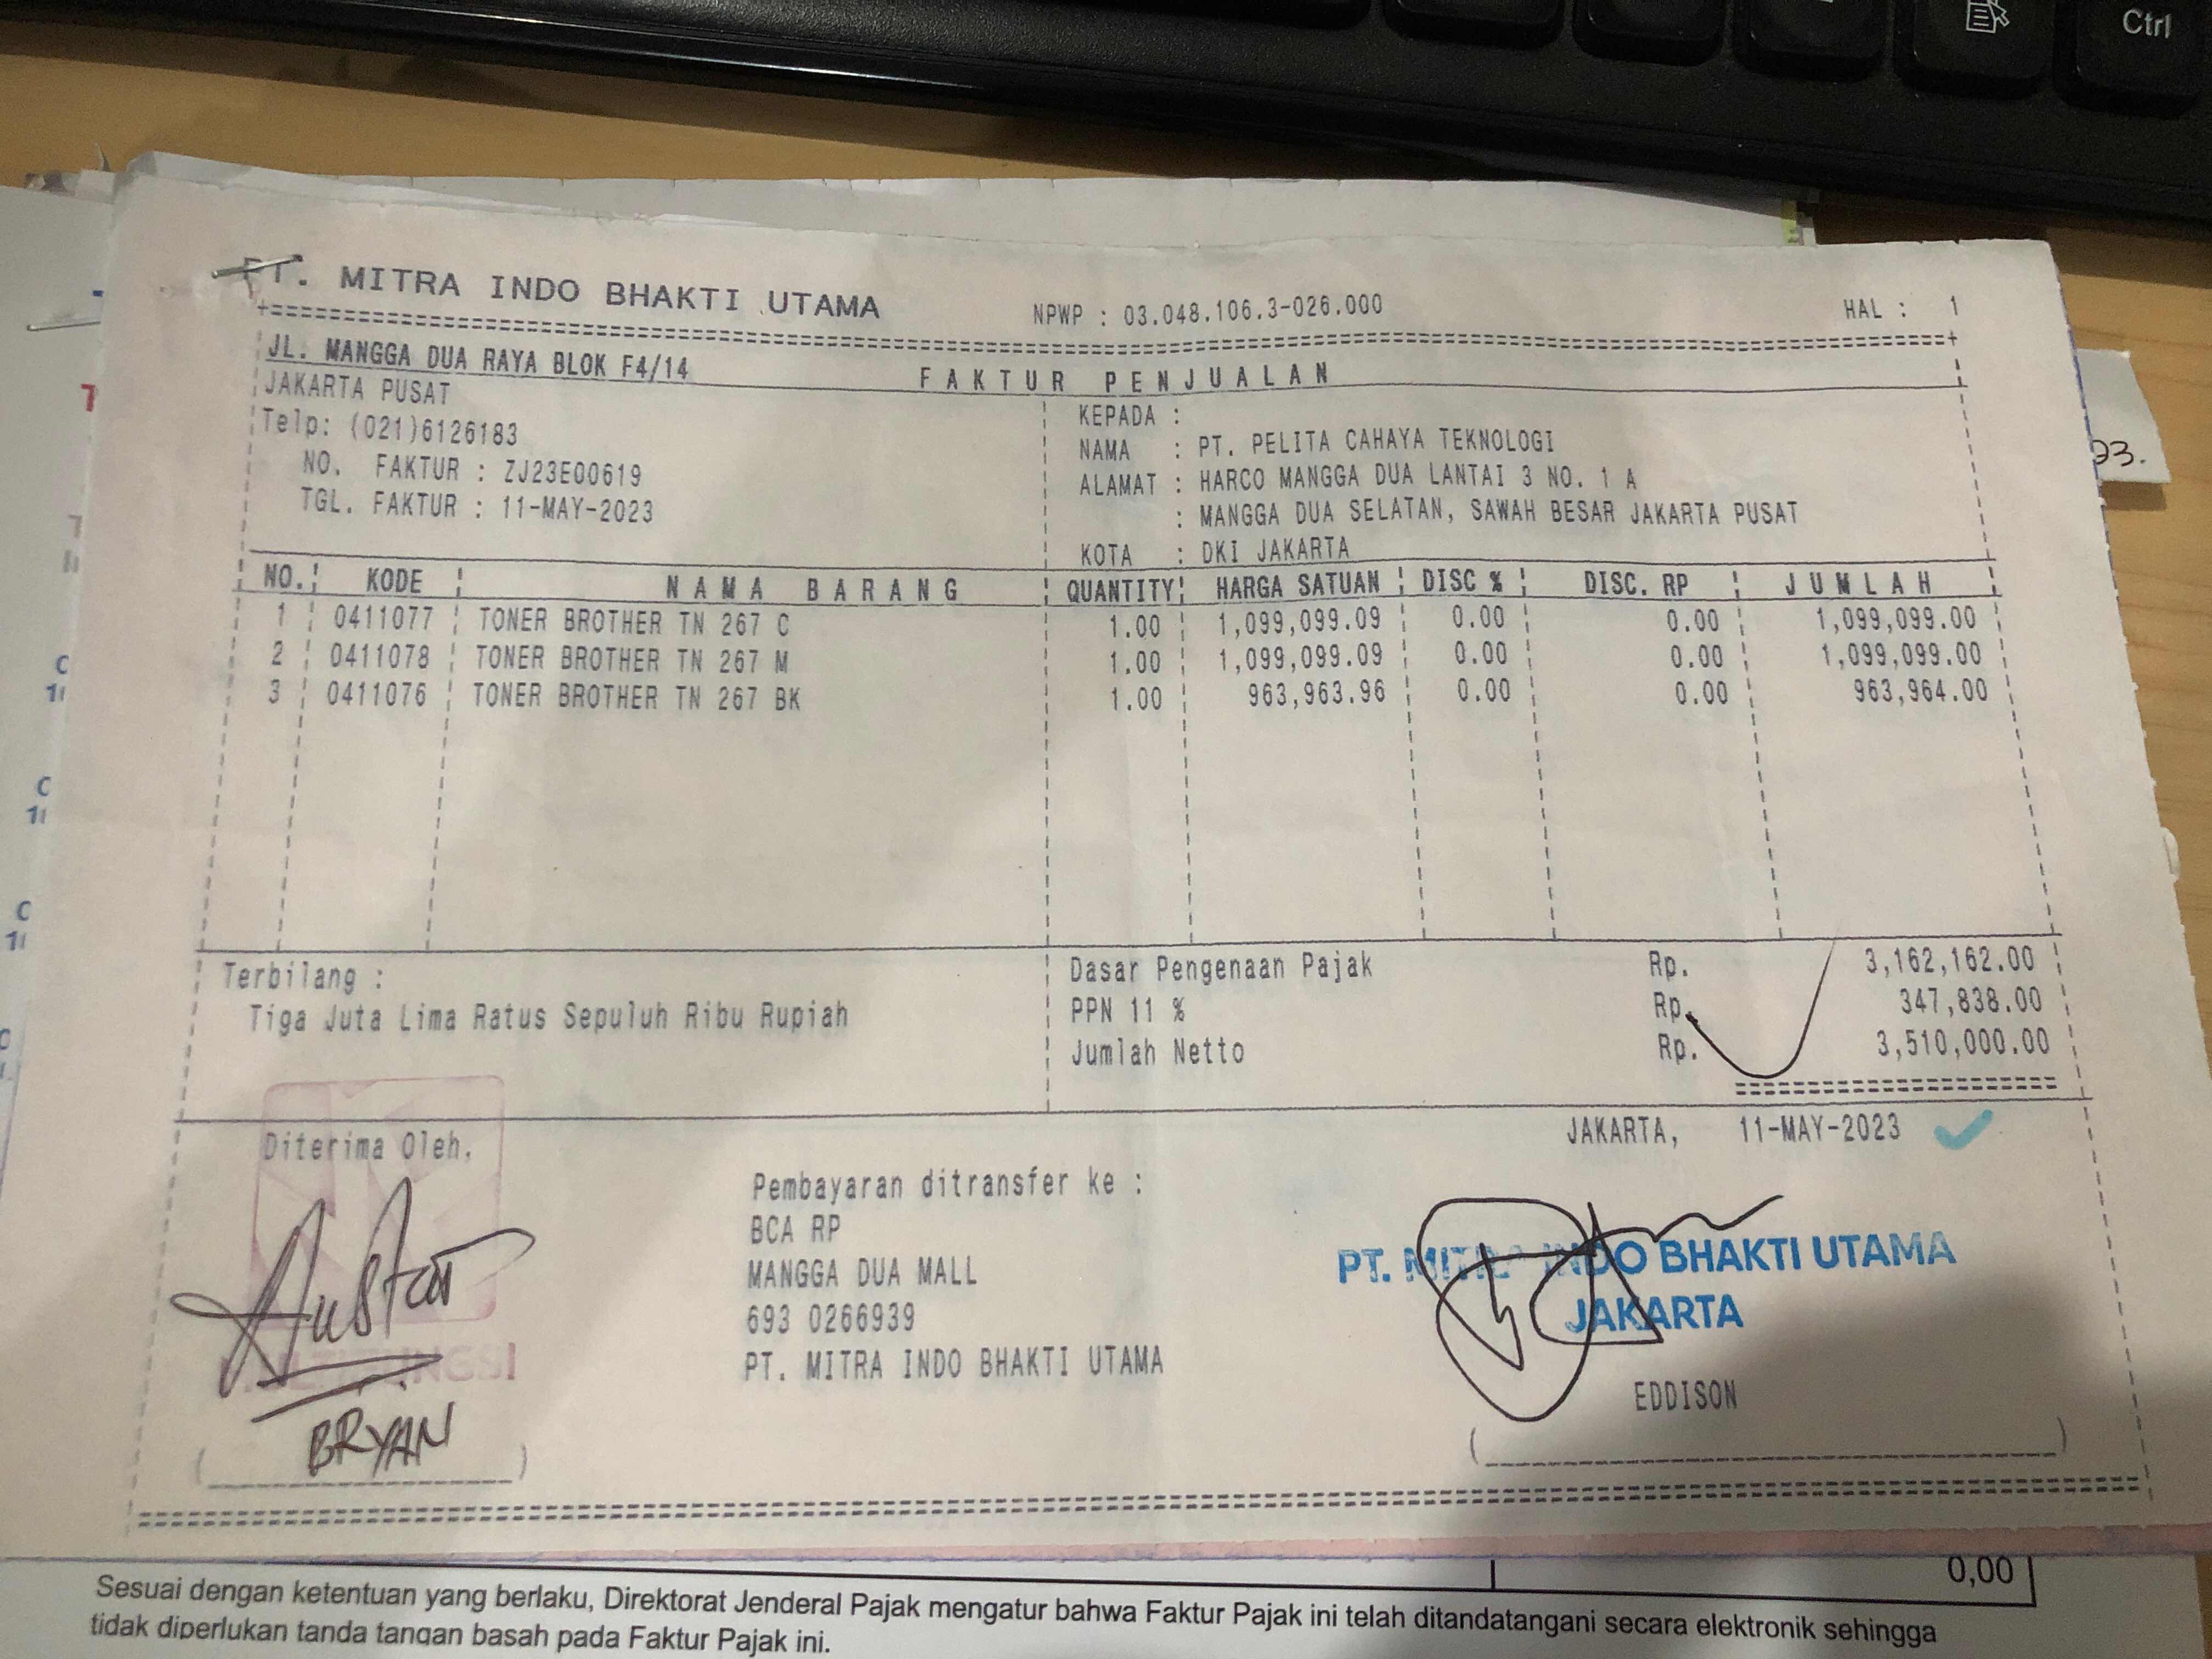 Ctrl
PT. MITRA INDO BHAKTI UTAMA NPWP : 03.048.106.3-026.000 HAL : 1
JL. MANGGA DUA RAYA BLOK F4/14
FAKTUR PENJUALAN
JAKARTA PUSAT
Telp: (021)6126183
NO. FAKTUR : ZJ23E00619
TGL. FAKTUR : 11-MAY-2023
KEPADA :
NAMA : PT. PELITA CAHAYA TEKNOLOGI
ALAMAT : HARCO MANGGA DUA LANTAI 3 NO. 1 A
: MANGGA DUA SELATAN, SAWAH BESAR JAKARTA PUSAT
KOTA : DKI JAKARTA
23.
NO. KODE NAMA BARANG QUANTITY HARGA SATUAN DISC % DISC. RP JUMLAH
1 0411077 TONER BROTHER TN 267 C 1.00 1,099,099.09 0.00 0.00 1,099,099.00
2 0411078 TONER BROTHER TN 267 M 1.00 1,099,099.09 0.00 0.00 1,099,099.00
3 0411076 TONER BROTHER TN 267 BK 1.00 963,963.96 0.00 0.00 963,964.00
Terbilang :
Tiga Juta Lima Ratus Sepuluh Ribu Rupiah
Dasar Pengenaan Pajak Rp. 3,162,162.00
PPN 11 % Rp. 347,838.00
Jumlah Netto Rp. 3,510,000.00
JAKARTA, 11-MAY-2023
Diterima Oleh,
BRYAN
Pembayaran ditransfer ke :
BCA RP
MANGGA DUA MALL
693 0266939
PT. MITRA INDO BHAKTI UTAMA
PT. MITRA INDO BHAKTI UTAMA
JAKARTA
EDDISON
0,00
Sesuai dengan ketentuan yang berlaku, Direktorat Jenderal Pajak mengatur bahwa Faktur Pajak ini telah ditandatangani secara elektronik sehingga
tidak diperlukan tanda tangan basah pada Faktur Pajak ini.